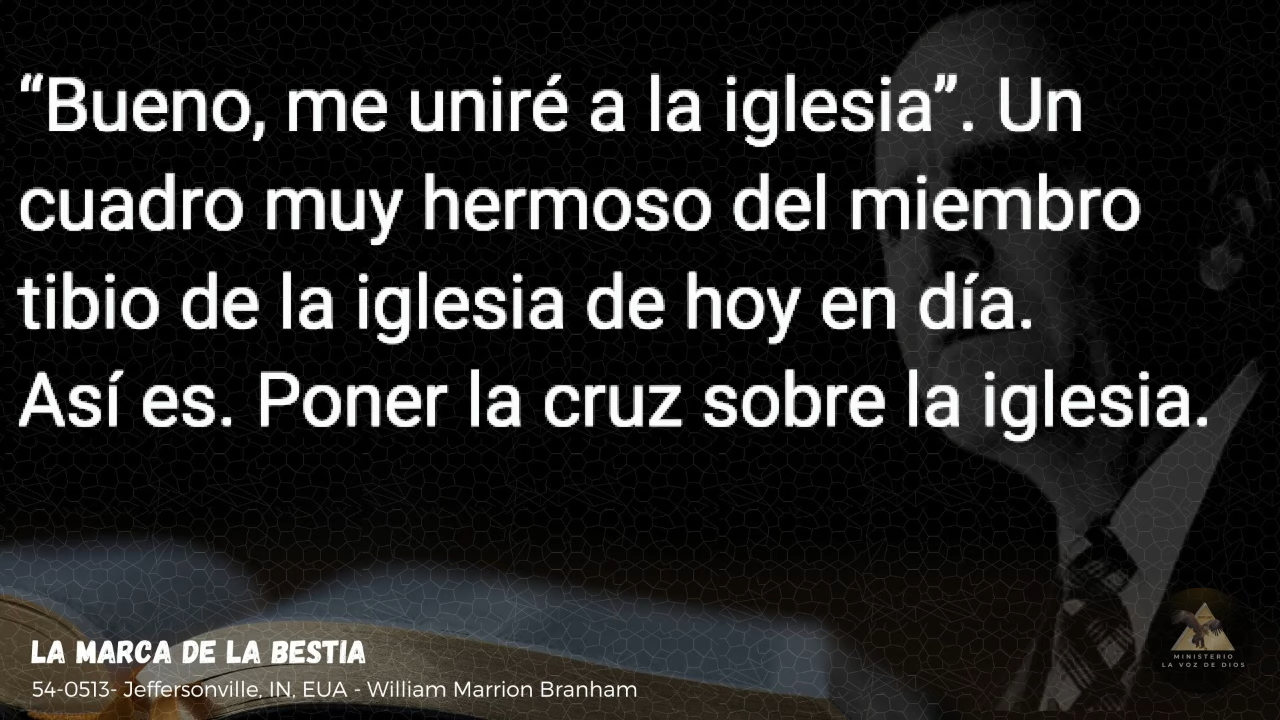 “Bueno, me uniré a la iglesia”. Un
cuadro muy hermoso del miembro
tibio de la iglesia de hoy en día.
Así es. Poner la cruz sobre la iglesia.
LA MARCA DE LA BESTIA
54-0513- Jeffersonville, IN, EUA - William Marrion Branham
MINISTERIO
LA VOZ DE DIOS